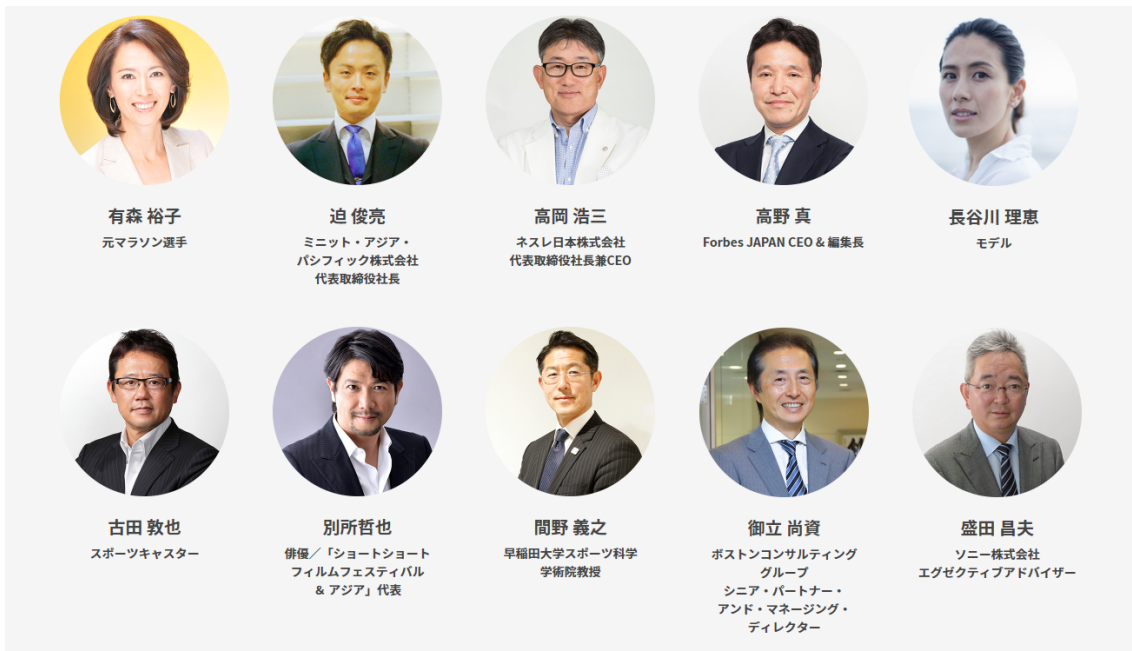 有森 裕子
元マラソン選手
迫 俊亮
ミニット・アジア・
パシフィック株式会社
代表取締役社長
高岡 浩三
ネスレ日本株式会社
代表取締役社長兼CEO
高野 真
Forbes JAPAN CEO & 編集長
長谷川 理恵
モデル
古田 敦也
スポーツキャスター
別所哲也
俳優／「ショートショート
フィルムフェスティバル
& アジア」代表
間野 義之
早稲田大学スポーツ科学
学術院教授
御立 尚資
ボストンコンサルティング
グループ
シニア・パートナー・
アンド・マネージング・
ディレクター
盛田 昌夫
ソニー株式会社
エグゼクティブアドバイザー